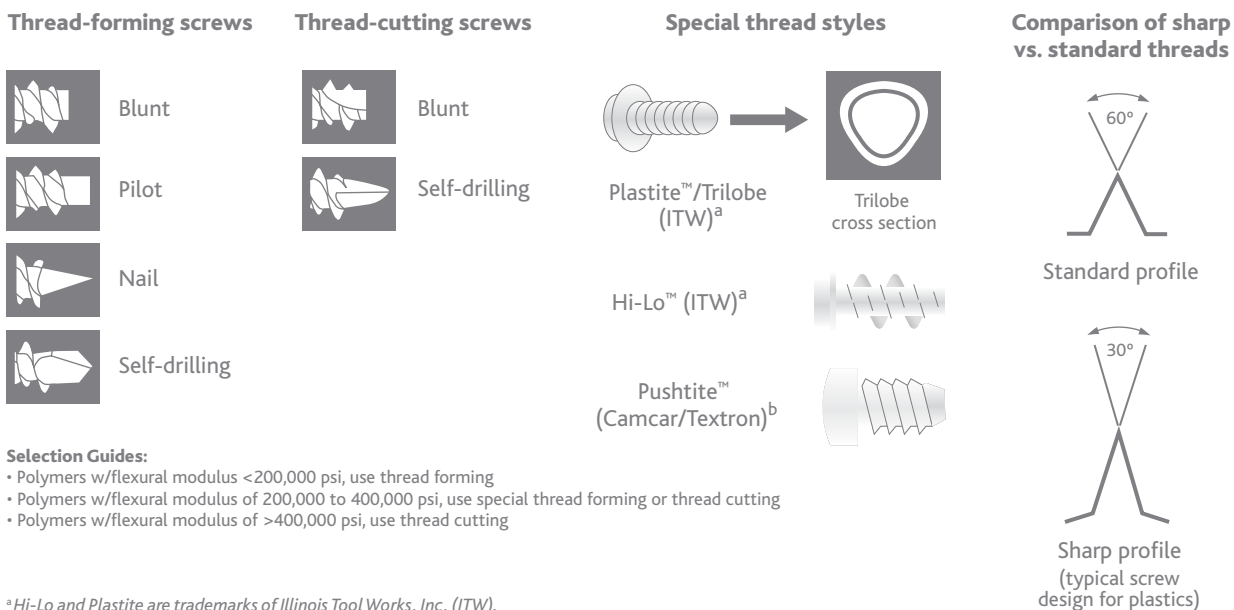 Thread-forming screws
Blunt
Pilot
Nail
Self-drilling
Thread-cutting screws
Blunt
Self-drilling
Special thread styles
Plastite™/Trilobe
(ITW)ᵃ
Trilobe
cross section
Hi-Lo™ (ITW)ᵃ
Pushtite™
(Camcar/Textron)ᵇ
Comparison of sharp
vs. standard threads
60º
Standard profile
30º
Sharp profile
(typical screw
design for plastics)
Selection Guides:
• Polymers w/flexural modulus <200,000 psi, use thread forming
• Polymers w/flexural modulus of 200,000 to 400,000 psi, use special thread forming or thread cutting
• Polymers w/flexural modulus of >400,000 psi, use thread cutting
ᵃHi-Lo and Plastite are trademarks of Illinois Tool Works, Inc. (ITW).